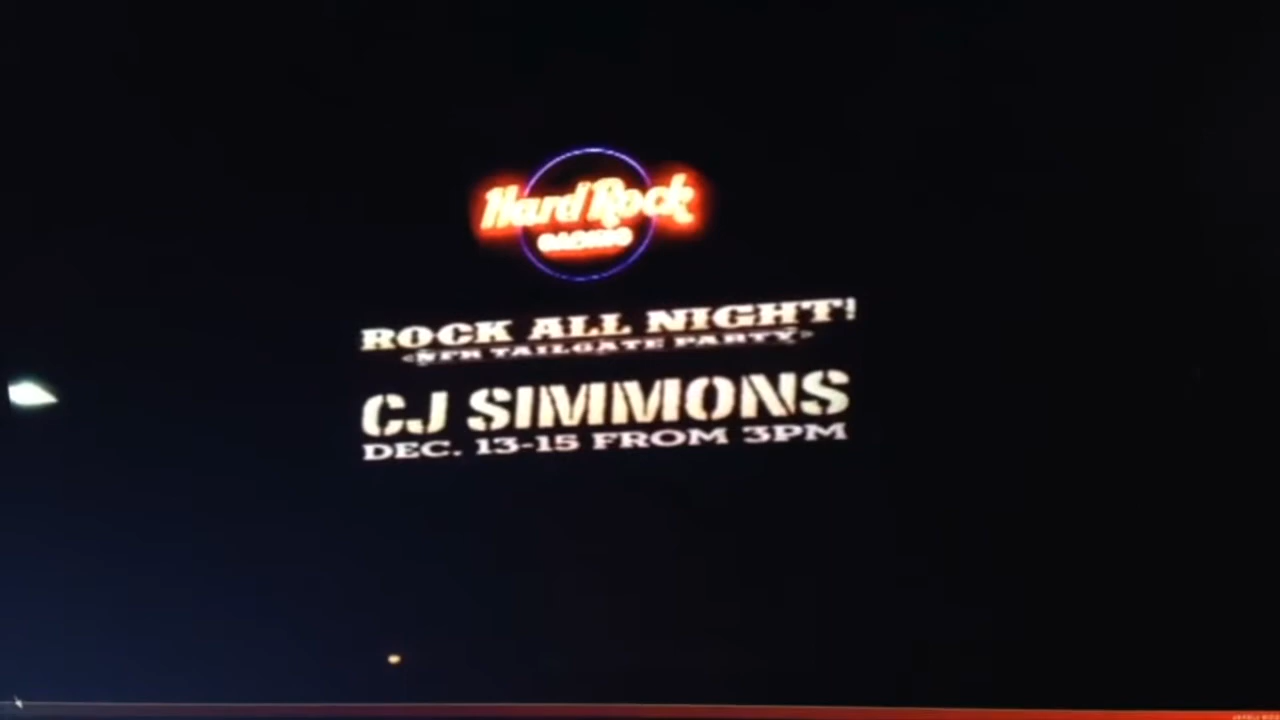 Hard Rock
CASINO
ROCK ALL NIGHT!
<NFR TAILGATE PARTY>
CJ SIMMONS
DEC. 13-15 FROM 3PM